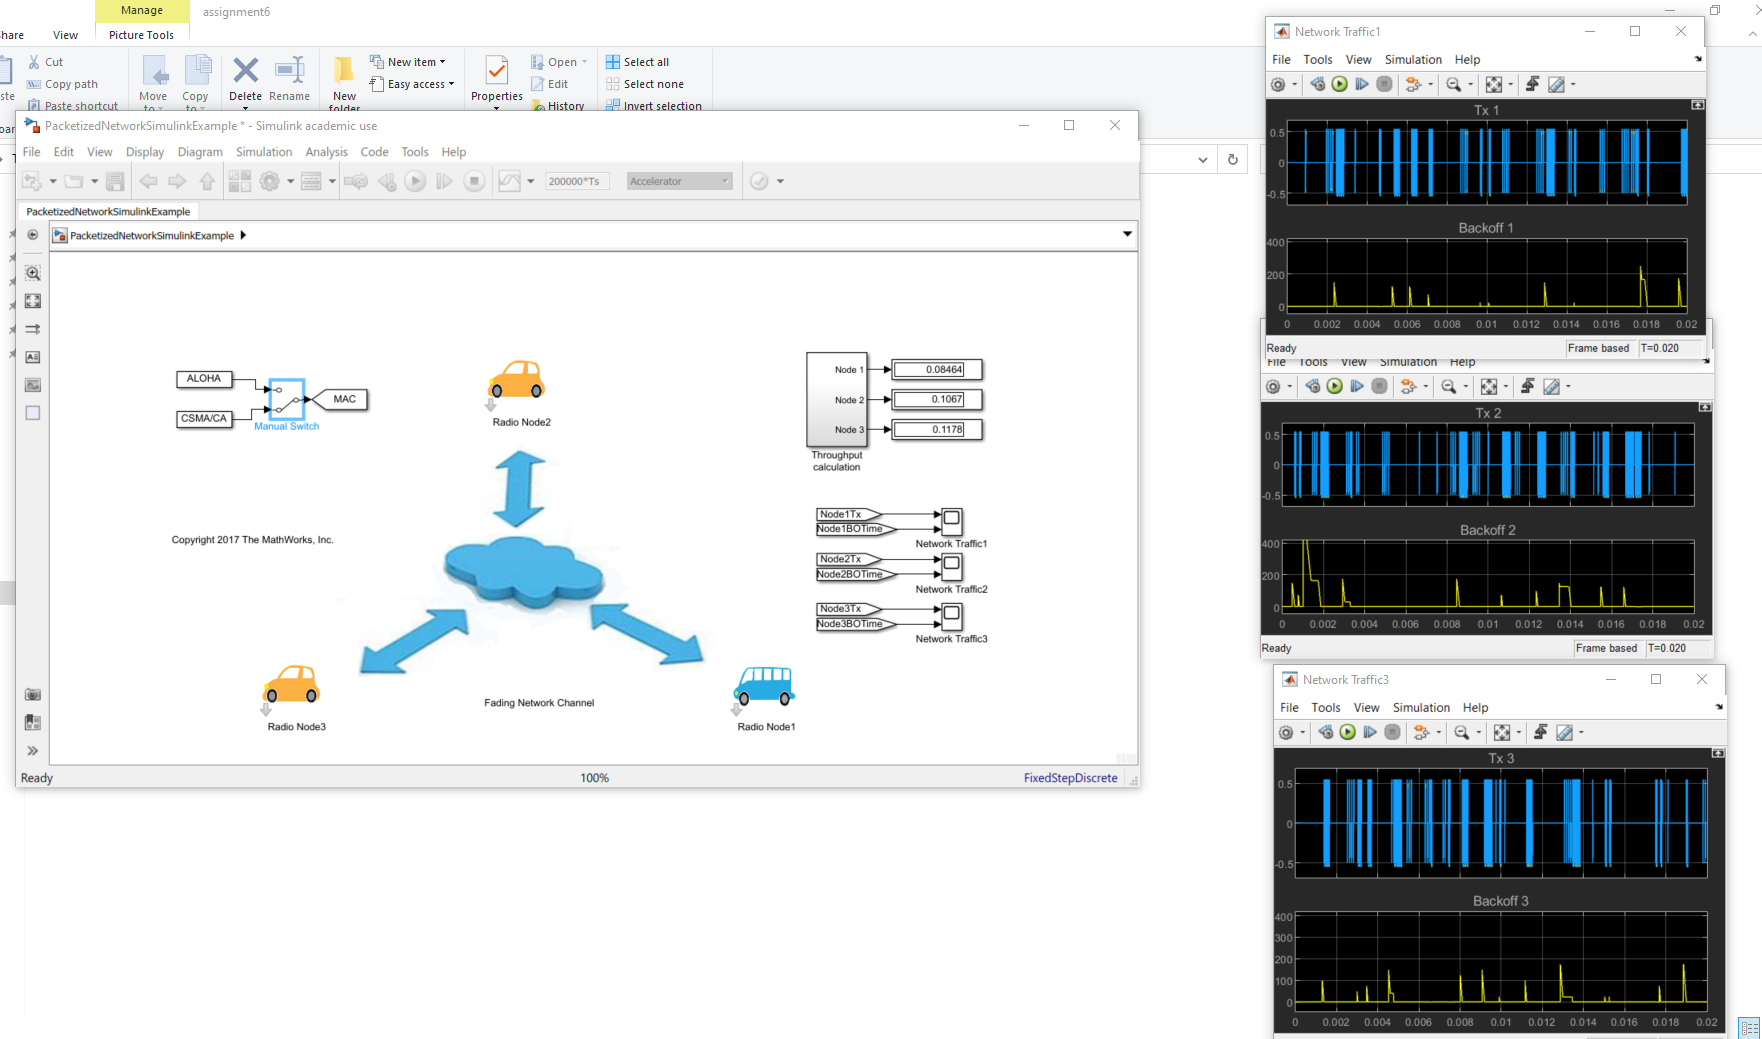 Manage
assignment6
View
Picture Tools
Cut
Copy path
Paste shortcut
Move
Copy
Delete
Rename
New
folder
New item
Easy access
Properties
Open
Edit
History
Select all
Select none
Invert selection
PacketizedNetworkSimulinkExample * - Simulink academic use
File Edit View Display Diagram Simulation Analysis Code Tools Help
200000*Ts
Accelerator
PacketizedNetworkSimulinkExample
PacketizedNetworkSimulinkExample
ALOHA
CSMA/CA
MAC
Manual Switch
Radio Node2
Copyright 2017 The MathWorks, Inc.
Radio Node3
Fading Network Channel
Radio Node1
Node 1
0.08464
Node 2
0.1067
Node 3
0.1178
Throughput
calculation
Node1Tx
Node1BOTime
Network Traffic1
Node2Tx
Node2BOTime
Network Traffic2
Node3Tx
Node3BOTime
Network Traffic3
Ready
100%
FixedStepDiscrete
Network Traffic1
File Tools View Simulation Help
Tx 1
0.5
0
-0.5
Backoff 1
400
200
0
0 0.002 0.004 0.006 0.008 0.01 0.012 0.014 0.016 0.018 0.02
Ready
Frame based T=0.020
File Tools View Simulation Help
Tx 2
0.5
0
-0.5
Backoff 2
400
200
0
0 0.002 0.004 0.006 0.008 0.01 0.012 0.014 0.016 0.018 0.02
Ready
Frame based T=0.020
Network Traffic3
File Tools View Simulation Help
Tx 3
0.5
0
-0.5
Backoff 3
400
300
200
100
0
0 0.002 0.004 0.006 0.008 0.01 0.012 0.014 0.016 0.018 0.02